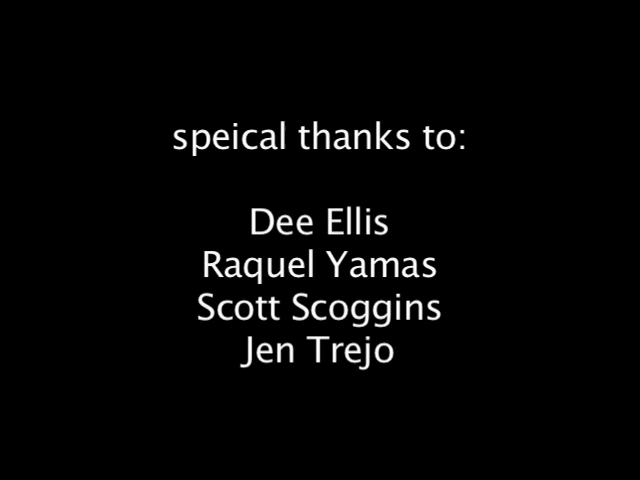 speical thanks to:
Dee Ellis
Raquel Yamas
Scott Scoggins
Jen Trejo